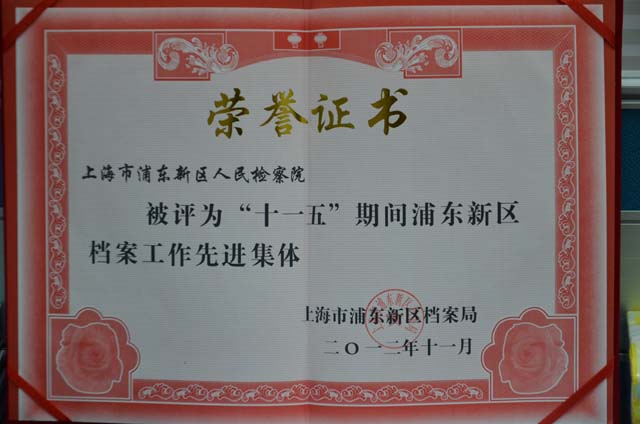 荣誉证书
上海市浦东新区人民检察院
被评为“十一五”期间浦东新区
档案工作先进集体
上海市浦东新区档案局
二〇一二年十一月